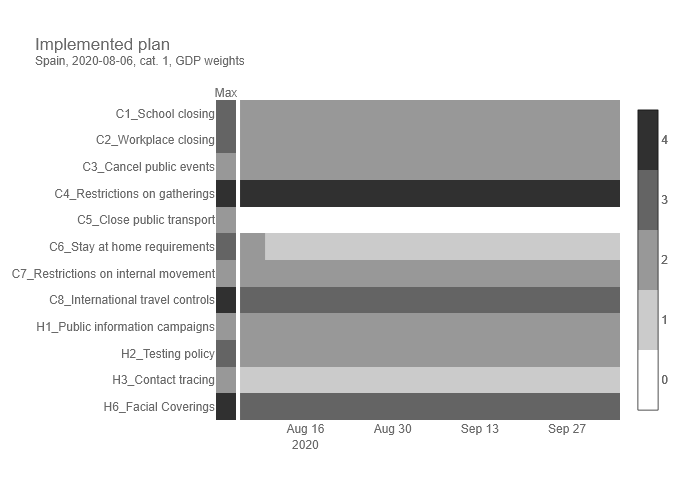 Implemented plan
Spain, 2020-08-06, cat. 1, GDP weights
Max
C1_School closing
C2_Workplace closing
C3_Cancel public events
C4_Restrictions on gatherings
C5_Close public transport
C6_Stay at home requirements
C7_Restrictions on internal movement
C8_International travel controls
H1_Public information campaigns
H2_Testing policy
H3_Contact tracing
H6_Facial Coverings
Aug 16
2020
Aug 30
Sep 13
Sep 27
4
3
2
1
0